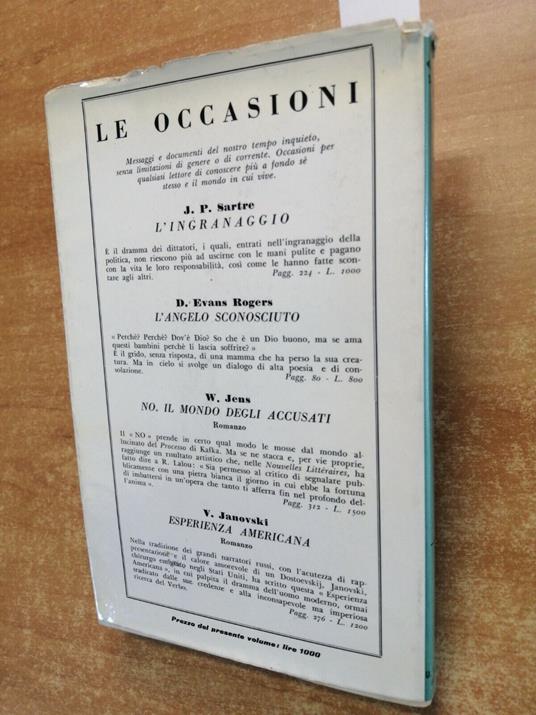 LE OCCASIONI
Messaggi e documenti del nostro tempo inquieto,
senza limitazioni di genere o di corrente. Occasioni per
qualsiasi lettore di conoscere più a fondo sè
stesso e il mondo in cui vive.
J. P. Sartre
L'INGRANAGGIO
È il dramma dei dittatori, i quali, entrati nell'ingranaggio della
politica, non riescono più ad uscirne con le mani pulite e pagano
con la vita le loro responsabilità, così come le hanno fatte scon-
tare agli altri.
Pagg. 224 - L. 1000
D. Evans Rogers
L'ANGELO SCONOSCIUTO
« Perchè? Perchè? Dov'è Dio? So che è un Dio buono, ma se ama
questi bambini perchè li lascia soffrire? »
È il grido, senza risposta, di una mamma che ha perso la sua crea-
tura. Ma in cielo si svolge un dialogo di alta poesia e di con-
solazione.
Pagg. 80 - L. 800
W. Jens
NO. IL MONDO DEGLI ACCUSATI
Romanzo
Il « NO » prende in certo qual modo le mosse dal mondo al-
lucinato del Processo di Kafka. Ma se ne stacca e, per vie proprie,
raggiunge un risultato artistico che, nelle Nouvelles Littéraires, ha
fatto dire a R. Lalou: « Sia permesso al critico di segnalare pub-
blicamente con una pietra bianca il giorno in cui ebbe la fortuna
di imbattersi in un'opera che tanto ti afferra fin nel profondo del-
l'anima ».
Pagg. 312 - L. 1500
V. Janovski
ESPERIENZA AMERICANA
Romanzo
Nella tradizione dei grandi narratori russi, con l'acutezza di rap-
presentazione e il calore amorevole di un Dostoevskij, Janovski,
chirurgo emigrato negli Stati Uniti, ha scritto questa « Esperienza
Americana », in cui palpita il dramma dell'uomo moderno, ormai
sradicato dalle sue credenze e alla inconsapevole ma imperiosa
ricerca del Verbo.
Pagg. 276 - L. 1200
Prezzo del presente volume: lire 1000